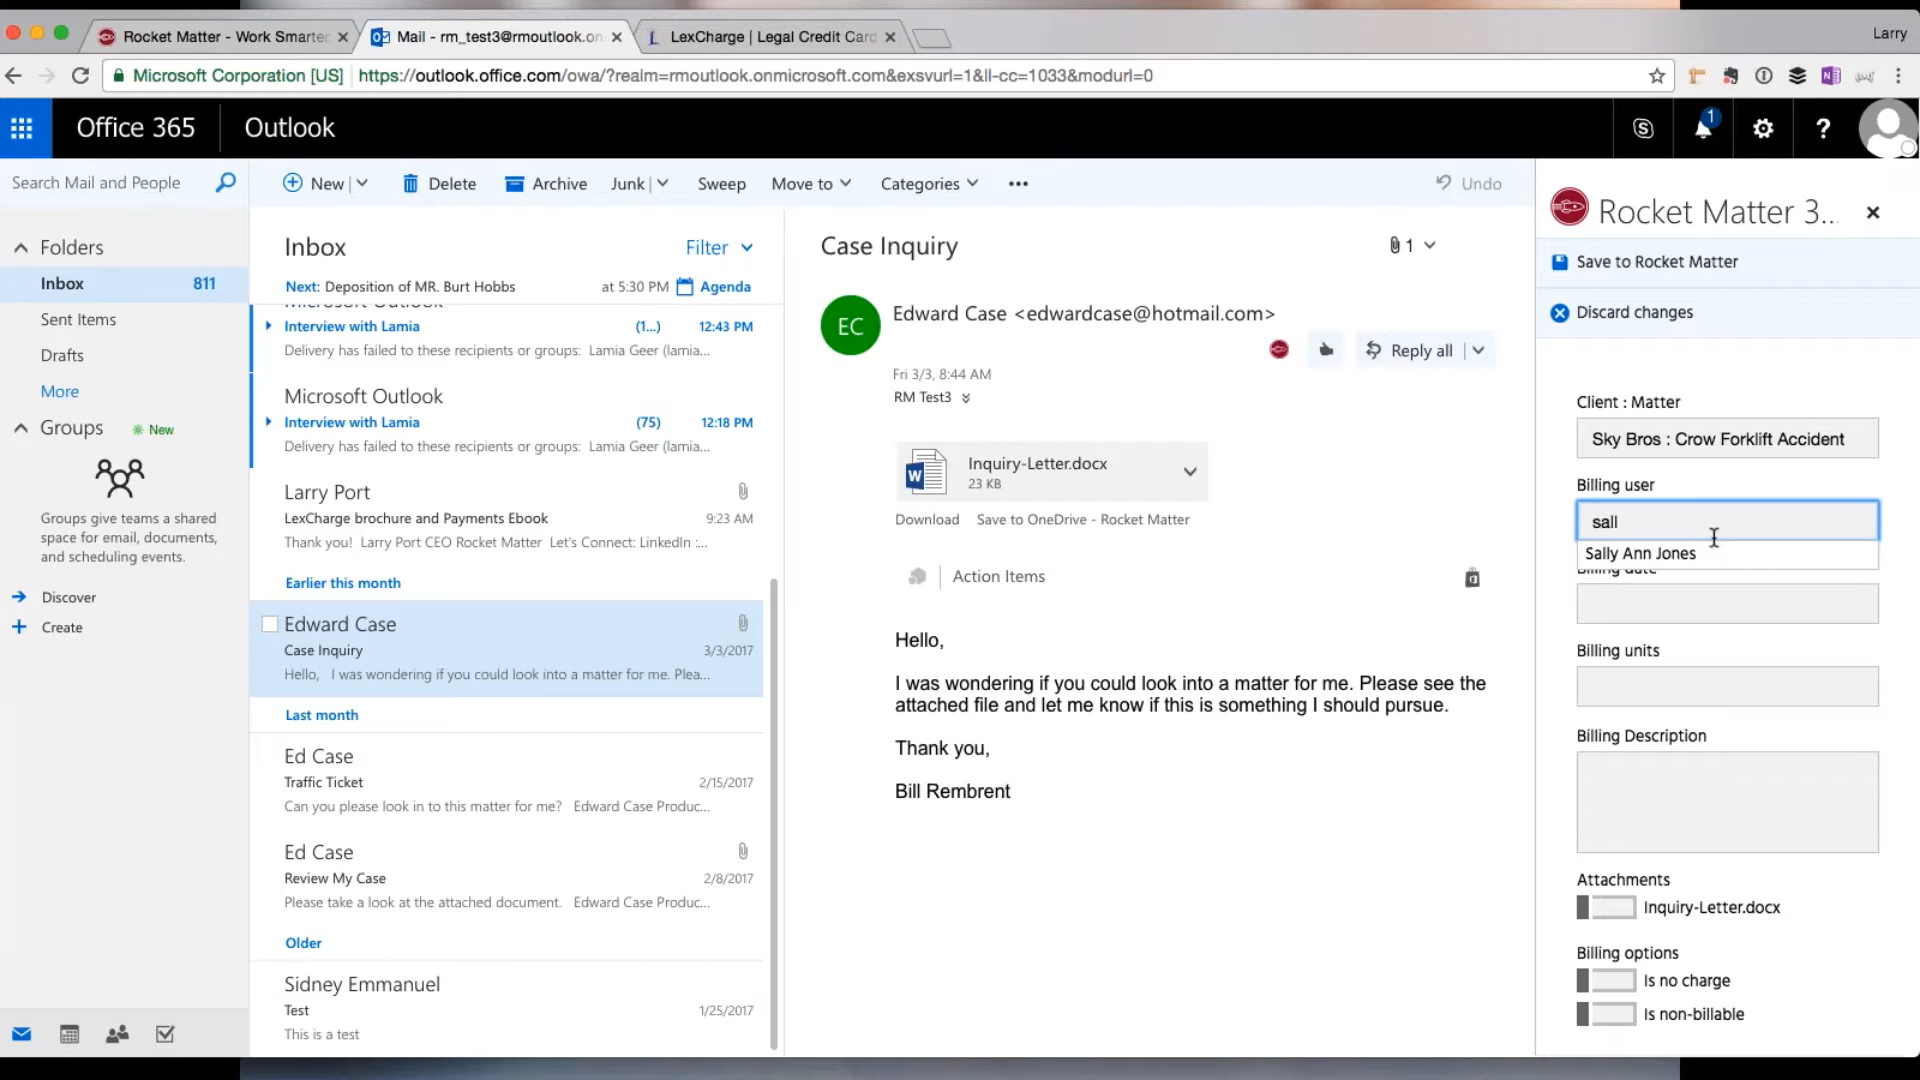 Rocket Matter - Work Smarter
Mail - rm_test3@rmoutlook.on
LexCharge | Legal Credit Card
Larry
Microsoft Corporation [US]
https://outlook.office.com/owa/?realm=rmoutlook.onmicrosoft.com&exsvurl=1&ll-cc=1033&modurl=0
Office 365
Outlook
1
?
Search Mail and People
New
Delete
Archive
Junk
Sweep
Move to
Categories
Undo
Folders
Inbox 811
Sent Items
Drafts
More
Groups
New
Groups give teams a shared
space for email, documents,
and scheduling events.
Discover
Create
Inbox
Filter
Next: Deposition of MR. Burt Hobbs at 5:30 PM Agenda
Microsoft Outlook
Interview with Lamia (1...) 12:43 PM
Delivery has failed to these recipients or groups: Lamia Geer (lamia...
Microsoft Outlook
Interview with Lamia (75) 12:18 PM
Delivery has failed to these recipients or groups: Lamia Geer (lamia...
Larry Port
LexCharge brochure and Payments Ebook 9:23 AM
Thank you! Larry Port CEO Rocket Matter Let's Connect: LinkedIn :...
Earlier this month
Edward Case
Case Inquiry 3/3/2017
Hello, I was wondering if you could look into a matter for me. Plea...
Last month
Ed Case
Traffic Ticket 2/15/2017
Can you please look in to this matter for me? Edward Case Produc...
Ed Case
Review My Case 2/8/2017
Please take a look at the attached document. Edward Case Produc...
Older
Sidney Emmanuel
Test 1/25/2017
This is a test
Case Inquiry
1
EC
Edward Case <edwardcase@hotmail.com>
Reply all
Fri 3/3, 8:44 AM
RM Test3
W
Inquiry-Letter.docx
23 KB
Download Save to OneDrive - Rocket Matter
Action Items
Hello,
I was wondering if you could look into a matter for me. Please see the
attached file and let me know if this is something I should pursue.
Thank you,
Bill Rembrent
Rocket Matter 3...
Save to Rocket Matter
Discard changes
Client : Matter
Sky Bros : Crow Forklift Accident
Billing user
sall
Sally Ann Jones
Billing date
Billing units
Billing Description
Attachments
Inquiry-Letter.docx
Billing options
Is no charge
Is non-billable